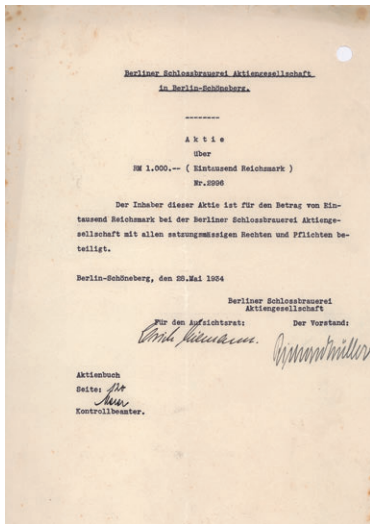 Berliner Schlossbrauerei Aktiengesellschaft
in Berlin-Schöneberg.
--------
A k t i e
über
RM 1.000.-- ( Eintausend Reichsmark )
Nr.2996
Der Inhaber dieser Aktie ist für den Betrag von Ein-
tausend Reichsmark bei der Berliner Schlossbrauerei Aktienge-
sellschaft mit allen satzungsmässigen Rechten und Pflichten be-
teiligt.
Berlin-Schöneberg, den 28.Mai 1934
Berliner Schlossbrauerei
Aktiengesellschaft
Für den Aufsichtsrat: Der Vorstand:
Aktienbuch
Seite: 120
Kontrollbeamter.